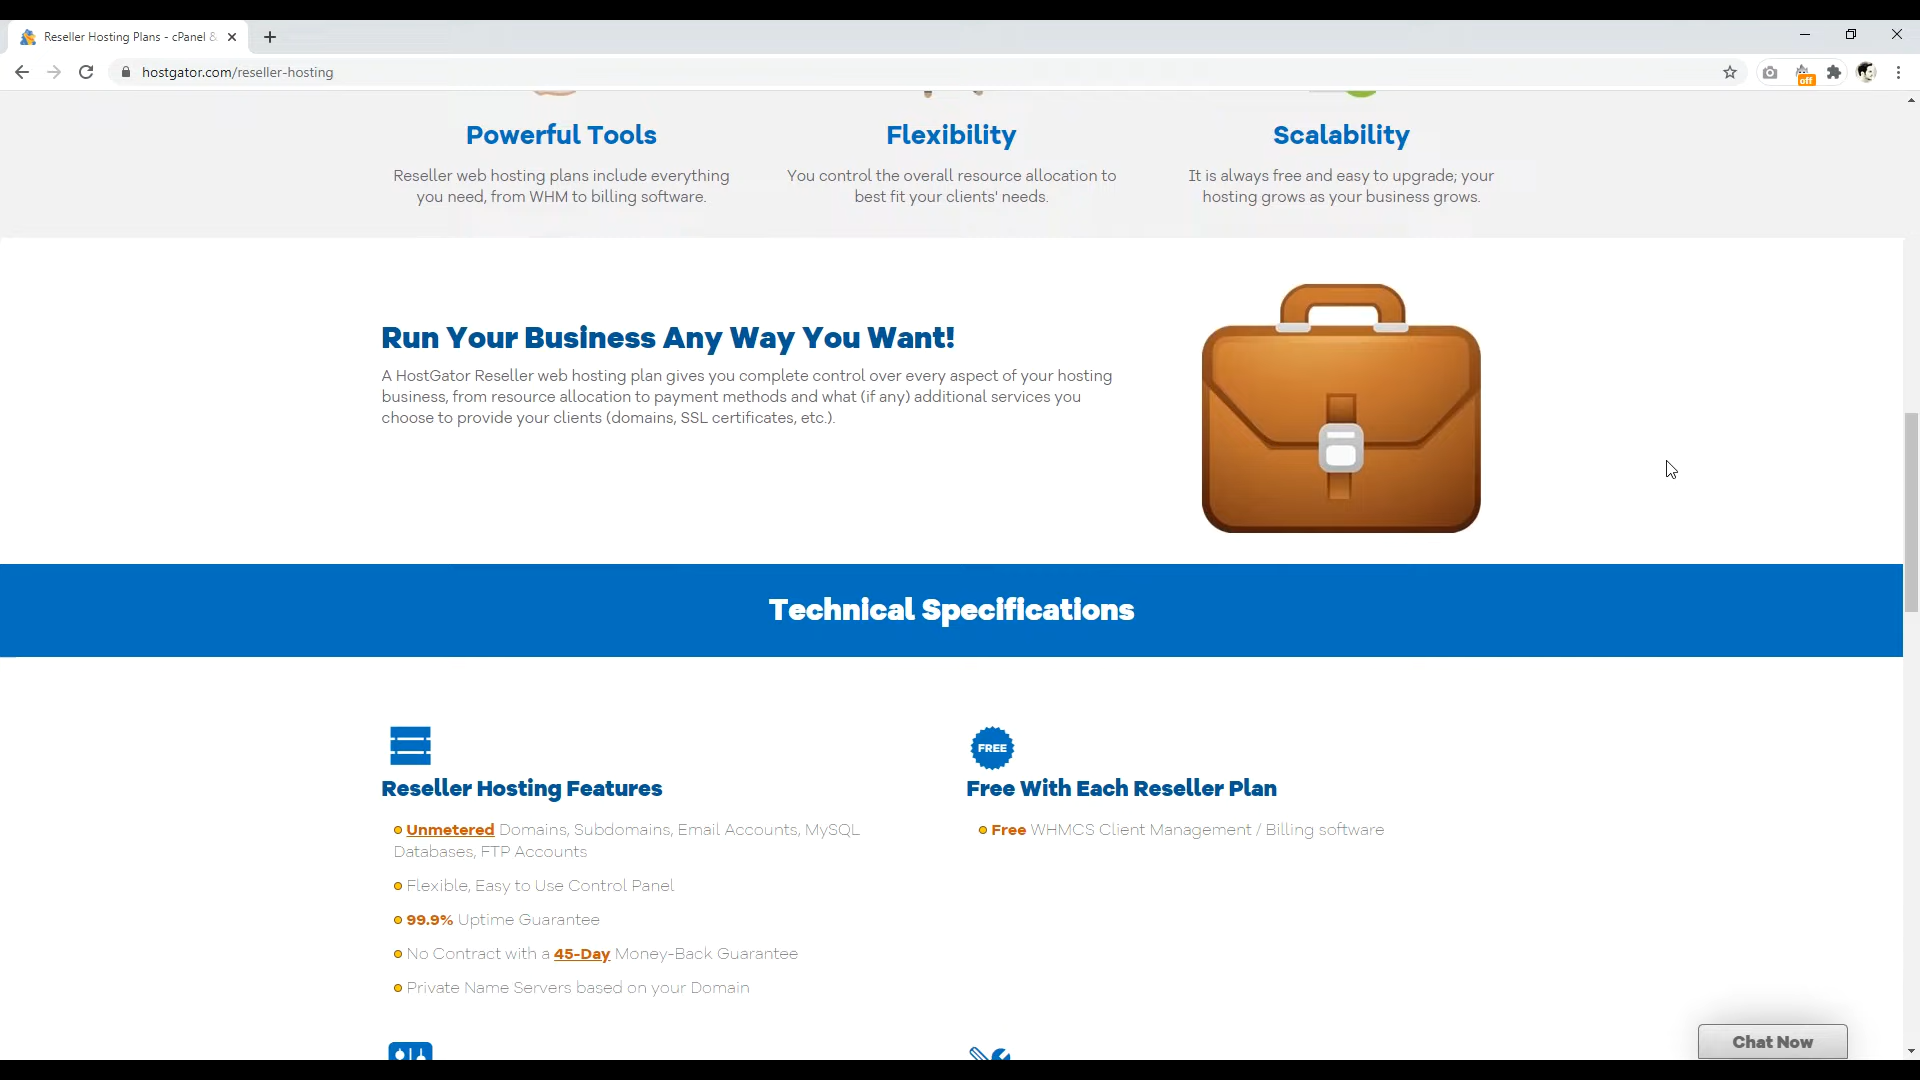 Reseller Hosting Plans - cPanel &
hostgator.com/reseller-hosting
off
Powerful Tools
Reseller web hosting plans include everything
you need, from WHM to billing software.
Flexibility
You control the overall resource allocation to
best fit your clients' needs.
Scalability
It is always free and easy to upgrade; your
hosting grows as your business grows.
Run Your Business Any Way You Want!
A HostGator Reseller web hosting plan gives you complete control over every aspect of your hosting
business, from resource allocation to payment methods and what (if any) additional services you
choose to provide your clients (domains, SSL certificates, etc.).
Technical Specifications
Reseller Hosting Features
Unmetered Domains, Subdomains, Email Accounts, MySQL
Databases, FTP Accounts
Flexible, Easy to Use Control Panel
99.9% Uptime Guarantee
No Contract with a 45-Day Money-Back Guarantee
Private Name Servers based on your Domain
FREE
Free With Each Reseller Plan
Free WHMCS Client Management / Billing software
Chat Now